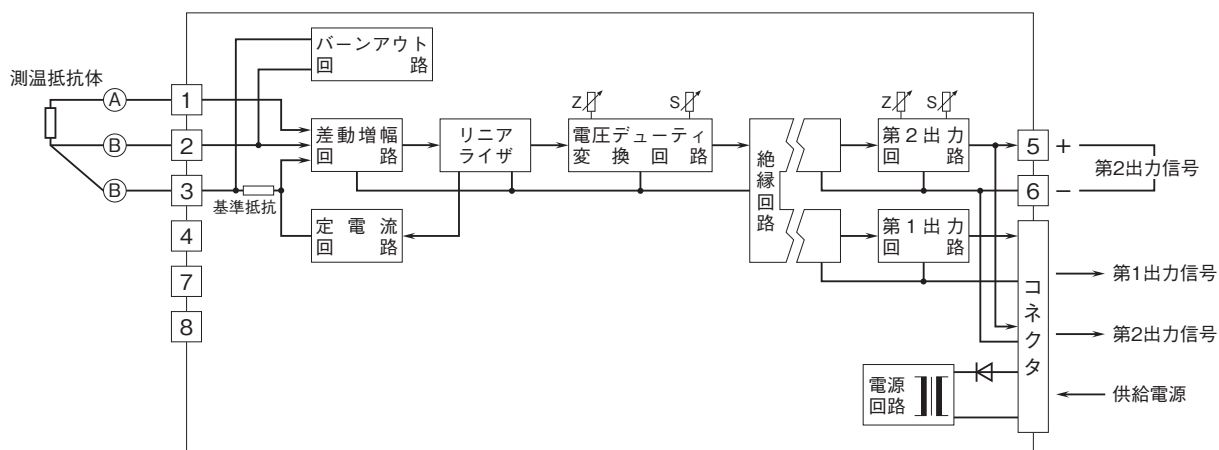 バーンアウト
回路
測温抵抗体
A
B
B
1
2
3
4
7
8
基準抵抗
差動増幅
回路
定電流
回路
リニア
ライザ
Z
S
電圧デューティ
変換回路
絶縁回路
Z
S
第2出力
回路
第1出力
回路
5
6
+
−
第2出力信号
コネクタ
第1出力信号
第2出力信号
供給電源
電源
回路